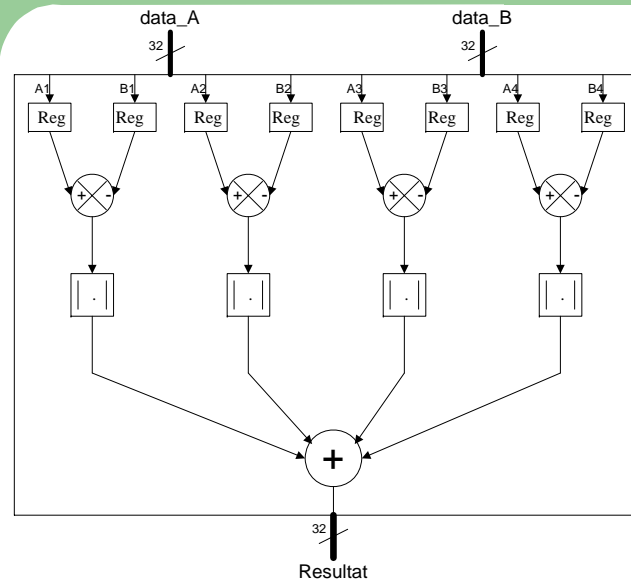 data_A data_B
32 32
A1 B1 A2 B2 A3 B3 A4 B4
Reg Reg Reg Reg Reg Reg Reg Reg
+ - + - + - + -
| . | | . | | . | | . |
+
32
Resultat